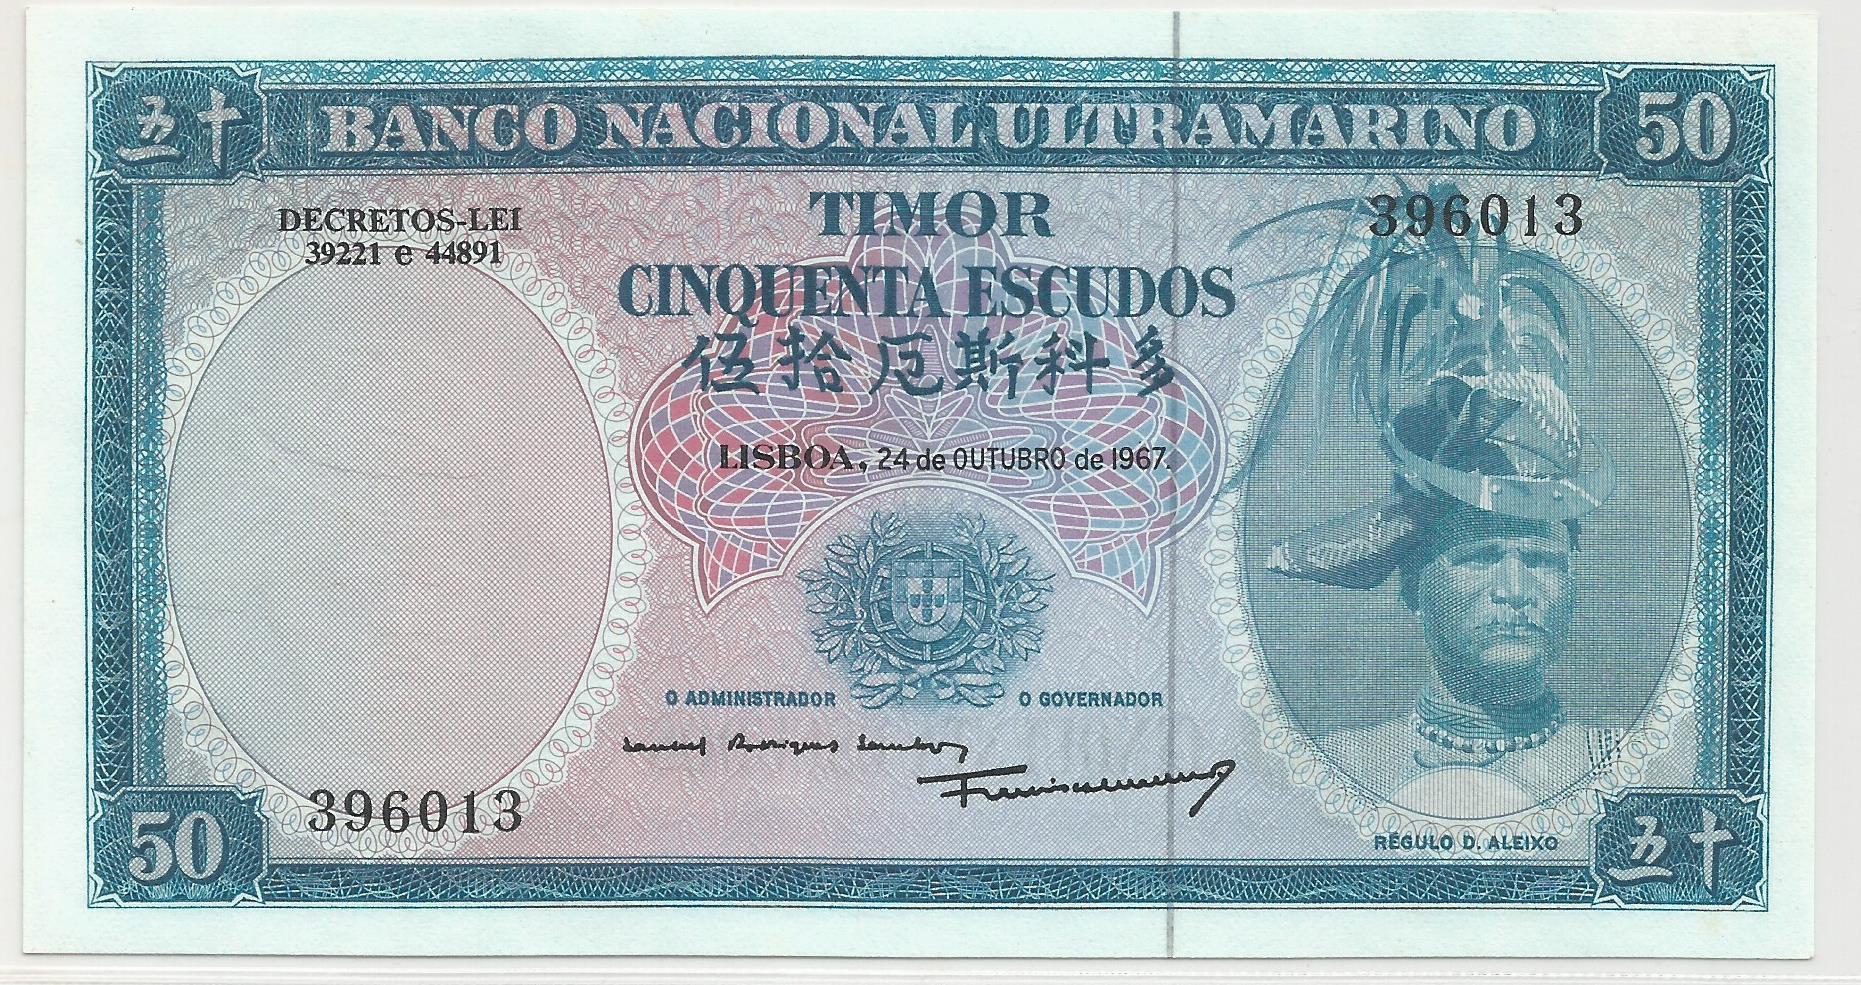 五十 BANCO NACIONAL ULTRAMARINO 50
DECRETOS-LEI
39221 e 44891
TIMOR
396013
CINQUENTA ESCUDOS
伍拾厄斯科多
LISBOA, 24 de OUTUBRO de 1967.
O ADMINISTRADOR O GOVERNADOR
396013
RÉGULO D. ALEIXO
50 五十